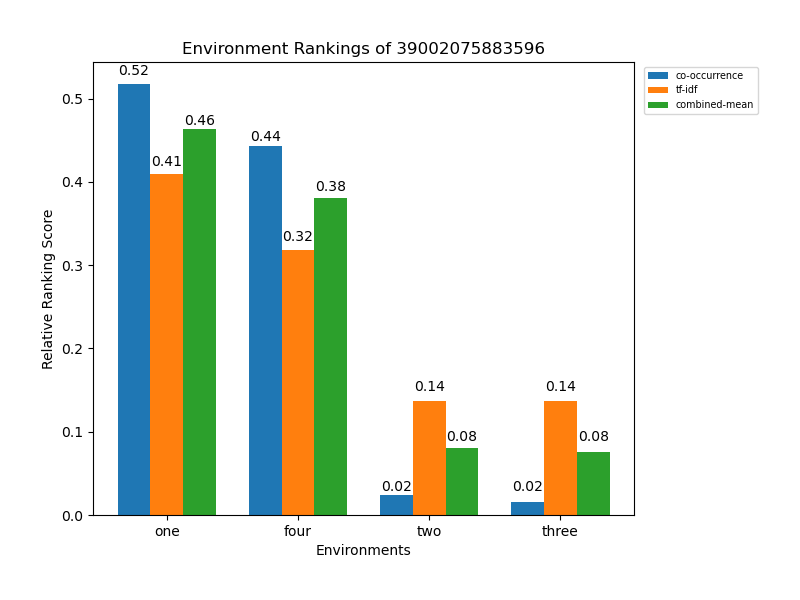 Environment Rankings of 39002075883596
co-occurrence
tf-idf
combined-mean
Relative Ranking Score
0.5
0.4
0.3
0.2
0.1
0.0
0.52
0.41
0.46
0.44
0.32
0.38
0.02
0.14
0.08
0.02
0.14
0.08
one four two three
Environments